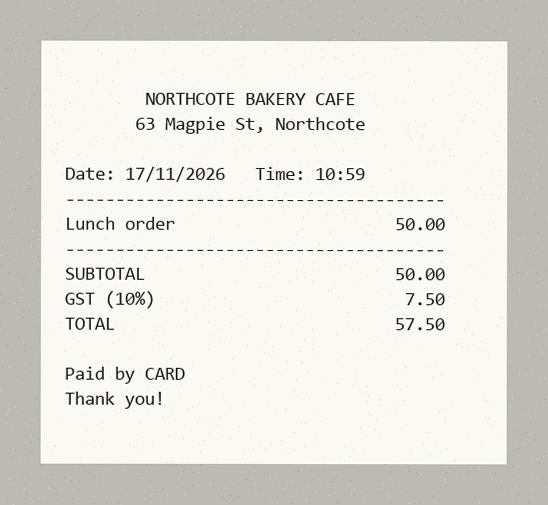 NORTHCOTE BAKERY CAFE
63 Magpie St, Northcote
Date: 17/11/2026   Time: 10:59
--------------------------------------
Lunch order                      50.00
--------------------------------------
SUBTOTAL                         50.00
GST (10%)                         7.50
TOTAL                            57.50
Paid by CARD
Thank you!